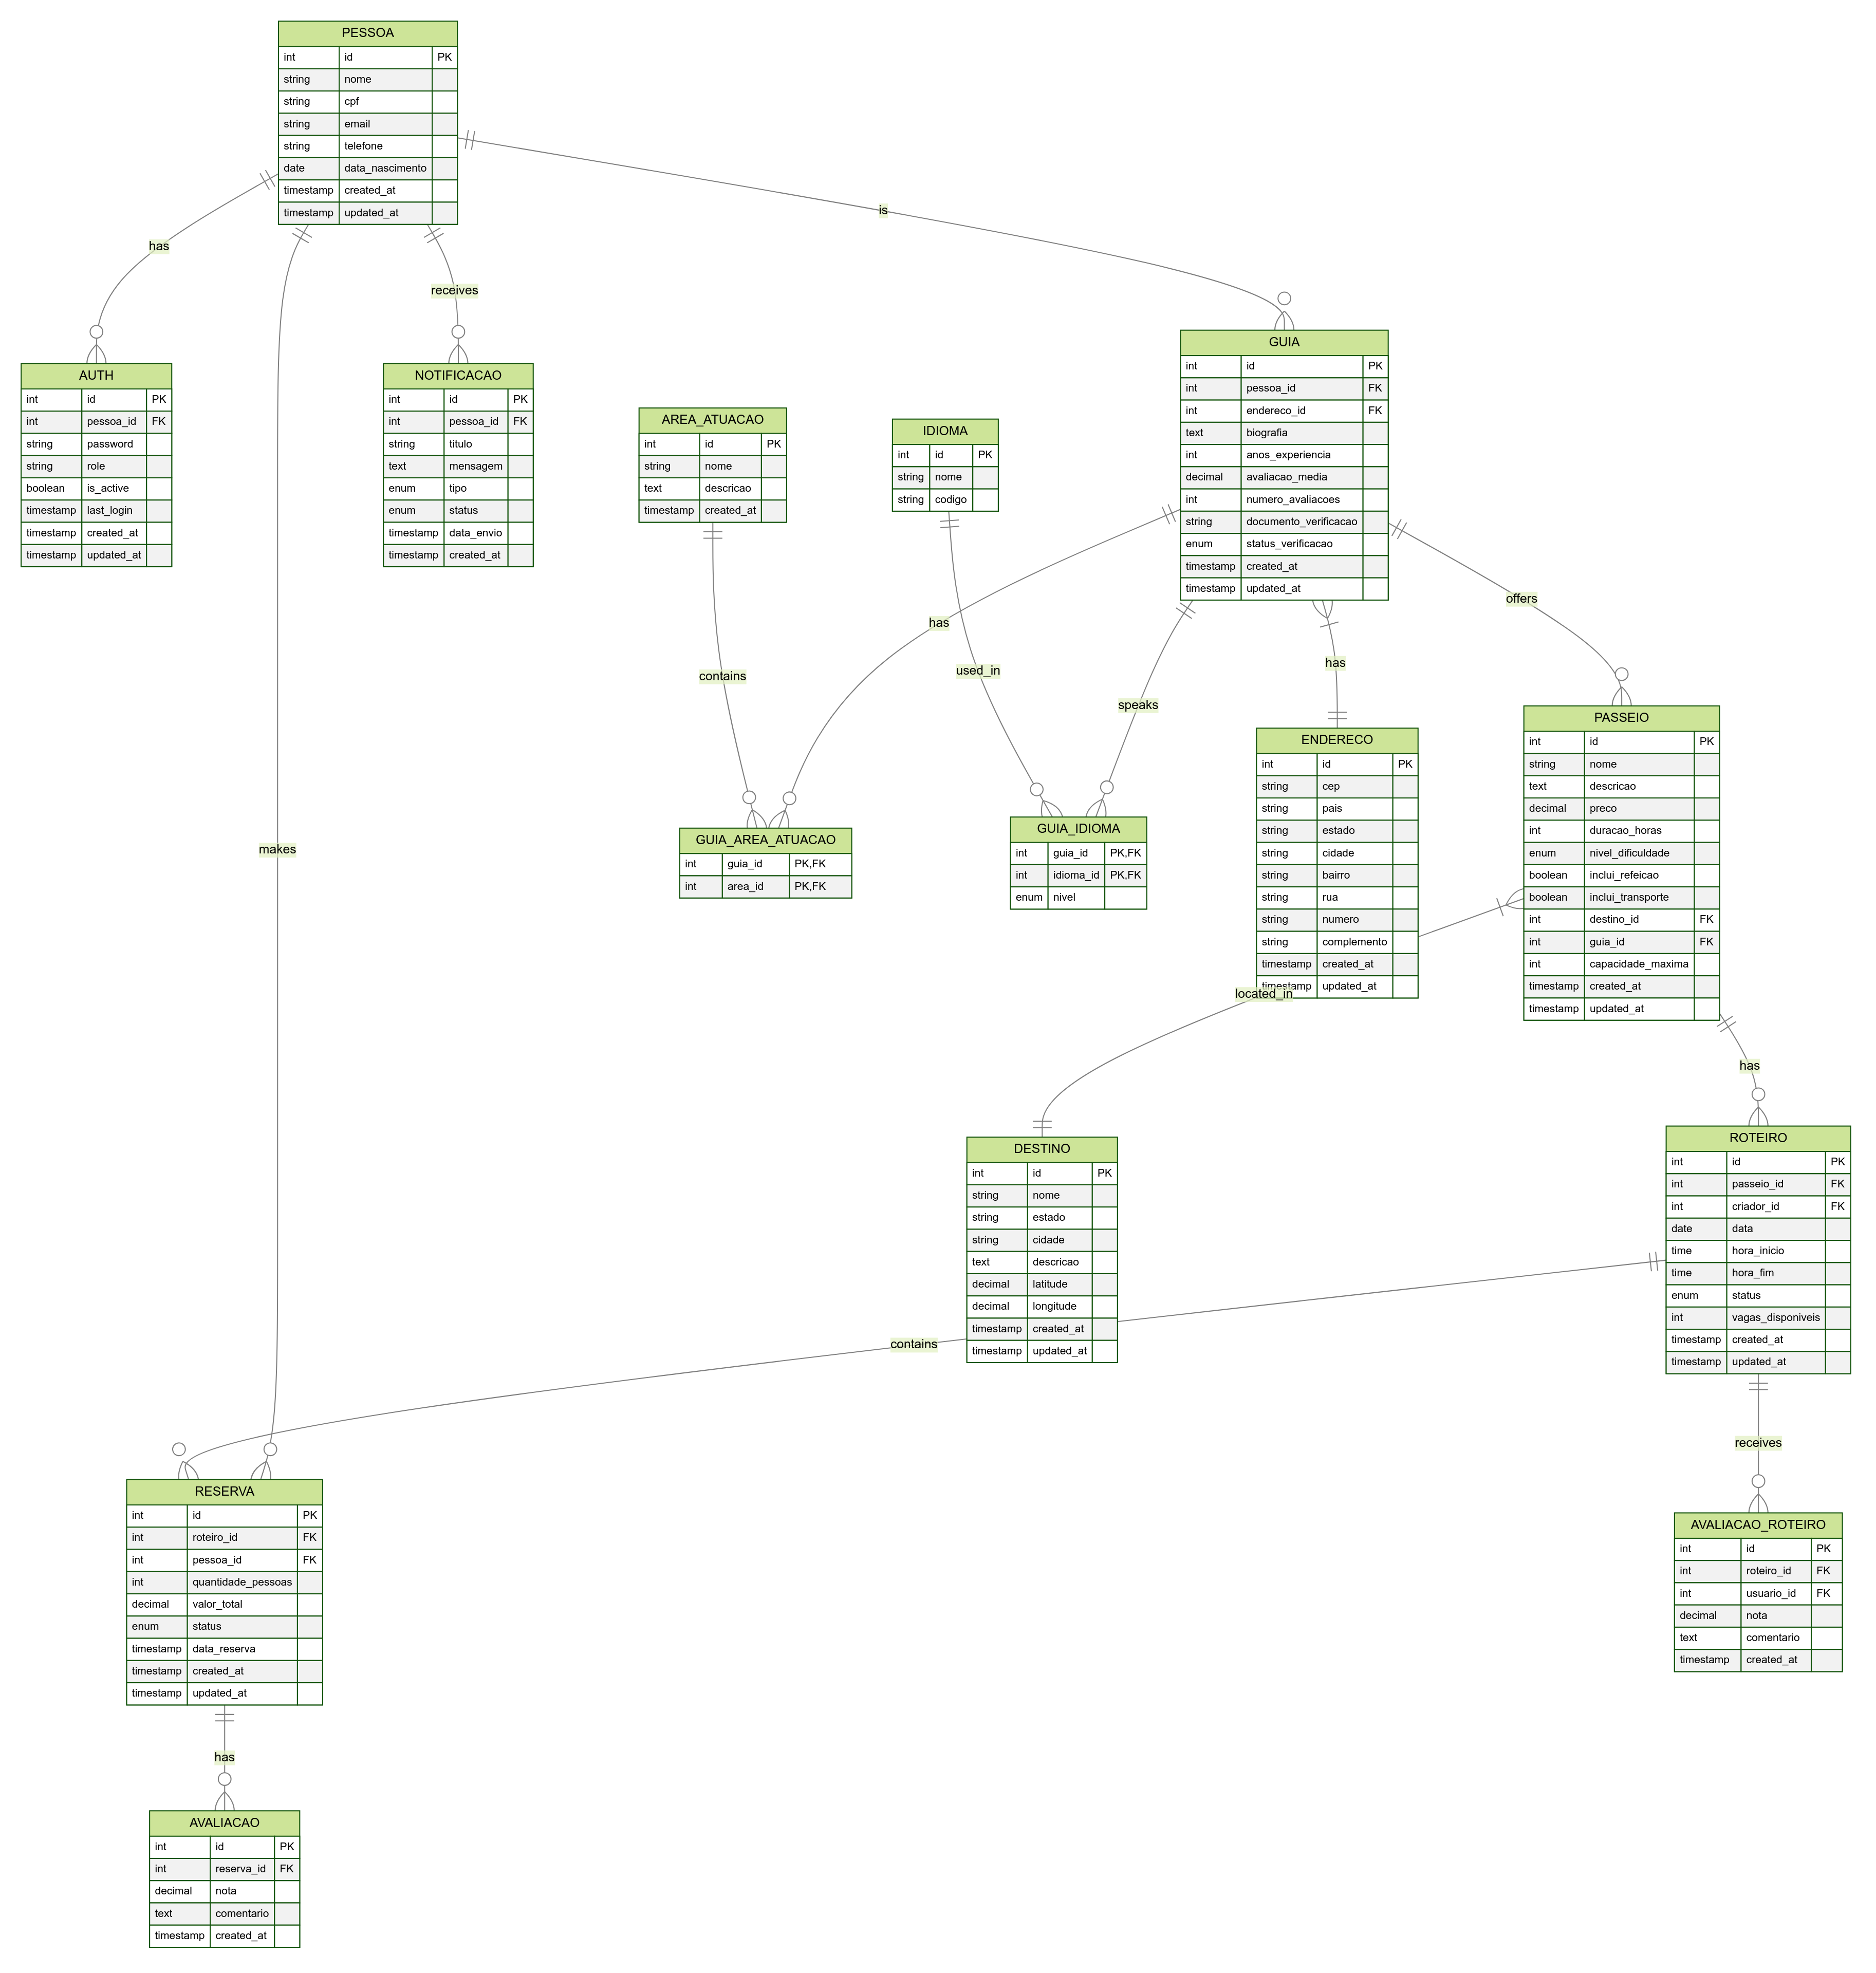 PESSOA
int id PK
string nome
string cpf
string email
string telefone
date data_nascimento
timestamp created_at
timestamp updated_at
is
has
receives
AUTH
int id PK
int pessoa_id FK
string password
string role
boolean is_active
timestamp last_login
timestamp created_at
timestamp updated_at
NOTIFICACAO
int id PK
int pessoa_id FK
string titulo
text mensagem
enum tipo
enum status
timestamp data_envio
timestamp created_at
AREA_ATUACAO
int id PK
string nome
text descricao
timestamp created_at
IDIOMA
int id PK
string nome
string codigo
GUIA
int id PK
int pessoa_id FK
int endereco_id FK
text biografia
int anos_experiencia
decimal avaliacao_media
int numero_avaliacoes
string documento_verificacao
enum status_verificacao
timestamp created_at
timestamp updated_at
offers
has
has
used_in
contains
speaks
makes
GUIA_AREA_ATUACAO
int guia_id PK,FK
int area_id PK,FK
GUIA_IDIOMA
int guia_id PK,FK
int idioma_id PK,FK
enum nivel
ENDERECO
int id PK
string cep
string pais
string estado
string cidade
string bairro
string rua
string numero
string complemento
timestamp created_at
timestamp updated_at
located_in
PASSEIO
int id PK
string nome
text descricao
decimal preco
int duracao_horas
enum nivel_dificuldade
boolean inclui_refeicao
boolean inclui_transporte
int destino_id FK
int guia_id FK
int capacidade_maxima
timestamp created_at
timestamp updated_at
has
DESTINO
int id PK
string nome
string estado
string cidade
text descricao
decimal latitude
decimal longitude
timestamp created_at
timestamp updated_at
ROTEIRO
int id PK
int passeio_id FK
int criador_id FK
date data
time hora_inicio
time hora_fim
enum status
int vagas_disponiveis
timestamp created_at
timestamp updated_at
contains
receives
RESERVA
int id PK
int roteiro_id FK
int pessoa_id FK
int quantidade_pessoas
decimal valor_total
enum status
timestamp data_reserva
timestamp created_at
timestamp updated_at
AVALIACAO_ROTEIRO
int id PK
int roteiro_id FK
int usuario_id FK
decimal nota
text comentario
timestamp created_at
has
AVALIACAO
int id PK
int reserva_id FK
decimal nota
text comentario
timestamp created_at